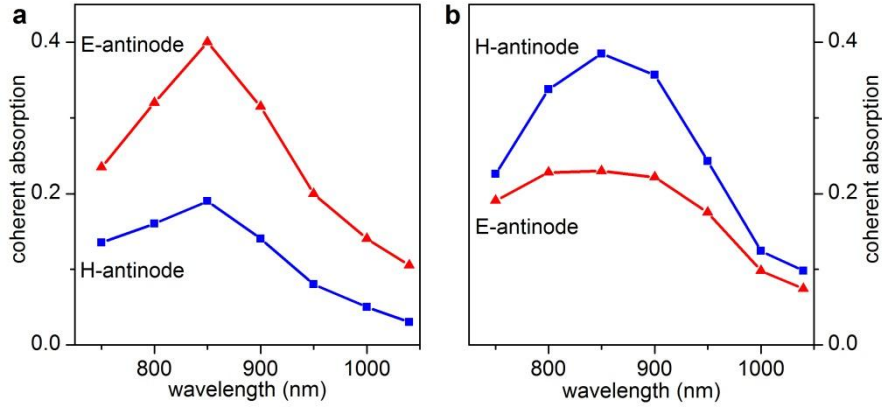 a
E-antinode
H-antinode
coherent absorption
0.4
0.2
0.0
800
900
1000
wavelength (nm)
b
H-antinode
E-antinode
coherent absorption
0.4
0.2
0.0
800
900
1000
wavelength (nm)